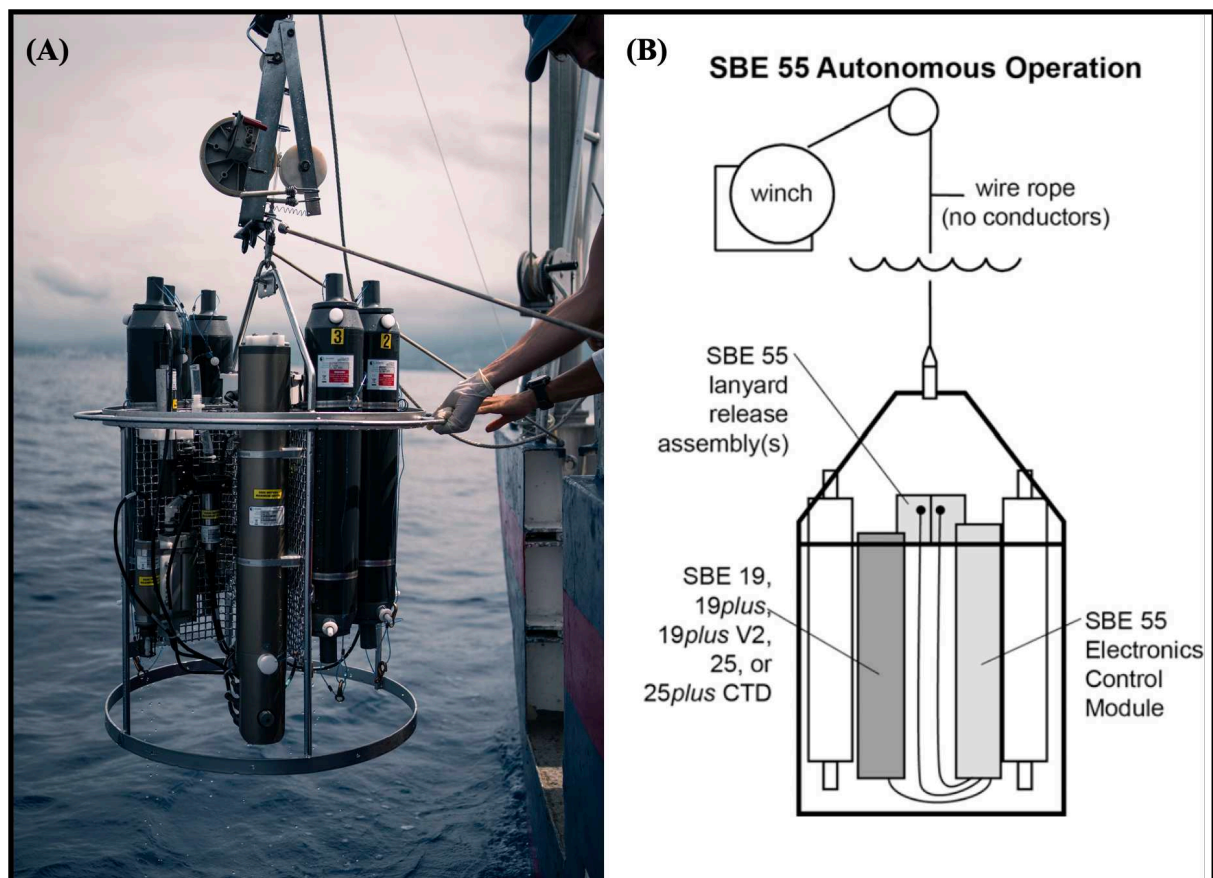 (A)
3
2
(B)
SBE 55 Autonomous Operation
winch
wire rope
(no conductors)
SBE 55
lanyard
release
assembly(s)
SBE 19,
19plus,
19plus V2,
25, or
25plus CTD
SBE 55
Electronics
Control
Module